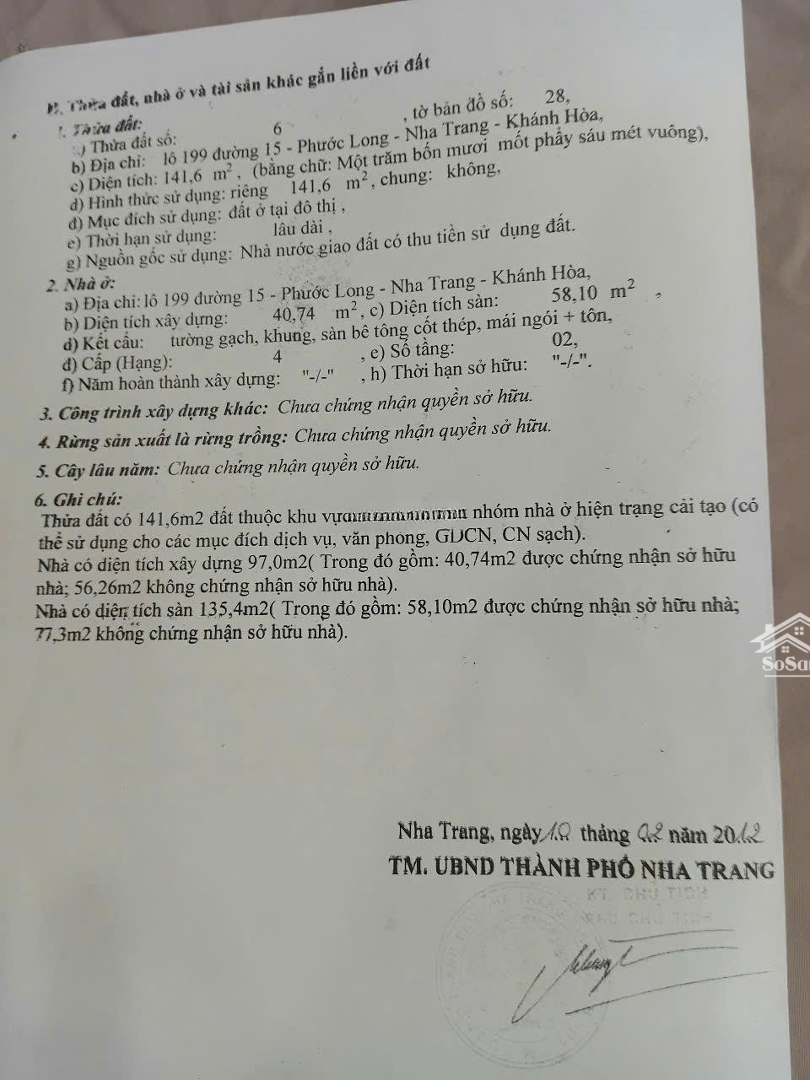 II. Thửa đất, nhà ở và tài sản khác gắn liền với đất
1. Thửa đất:
a) Thửa đất số: 6 , tờ bản đồ số: 28,
b) Địa chỉ: lô 199 đường 15 - Phước Long - Nha Trang - Khánh Hòa,
c) Diện tích: 141,6 m², (bằng chữ: Một trăm bốn mươi mốt phẩy sáu mét vuông),
d) Hình thức sử dụng: riêng 141,6 m², chung: không,
đ) Mục đích sử dụng: đất ở tại đô thị ,
e) Thời hạn sử dụng: lâu dài ,
g) Nguồn gốc sử dụng: Nhà nước giao đất có thu tiền sử dụng đất.
2. Nhà ở:
a) Địa chỉ: lô 199 đường 15 - Phước Long - Nha Trang - Khánh Hòa,
b) Diện tích xây dựng: 40,74 m², c) Diện tích sàn: 58,10 m² ,
d) Kết cấu: tường gạch, khung, sàn bê tông cốt thép, mái ngói + tôn,
đ) Cấp (Hạng): 4 , e) Số tầng: 02,
f) Năm hoàn thành xây dựng: "-/-" , h) Thời hạn sở hữu: "-/-".
3. Công trình xây dựng khác: Chưa chứng nhận quyền sở hữu.
4. Rừng sản xuất là rừng trồng: Chưa chứng nhận quyền sở hữu.
5. Cây lâu năm: Chưa chứng nhận quyền sở hữu.
6. Ghi chú:
Thửa đất có 141,6m2 đất thuộc khu vực nhóm nhà ở hiện trạng cải tạo (có
thể sử dụng cho các mục đích dịch vụ, văn phong, GDCN, CN sạch).
Nhà có diện tích xây dựng 97,0m2( Trong đó gồm: 40,74m2 được chứng nhận sở hữu
nhà; 56,26m2 không chứng nhận sở hữu nhà).
Nhà có diện tích sàn 135,4m2( Trong đó gồm: 58,10m2 được chứng nhận sở hữu nhà;
77,3m2 không chứng nhận sở hữu nhà).
SoSa
Nha Trang, ngày 10 tháng 02 năm 2012
TM. UBND THÀNH PHỐ NHA TRANG